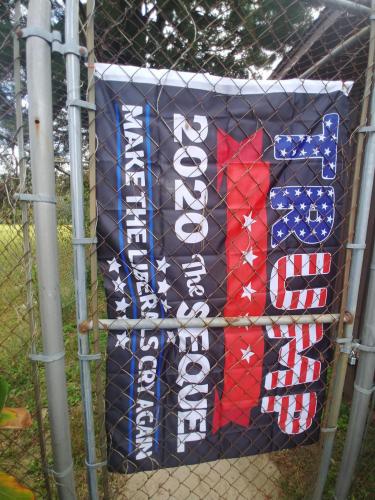 TRUMP
2020 The SEQUEL
MAKE THE LIBERALS CRY AGAIN